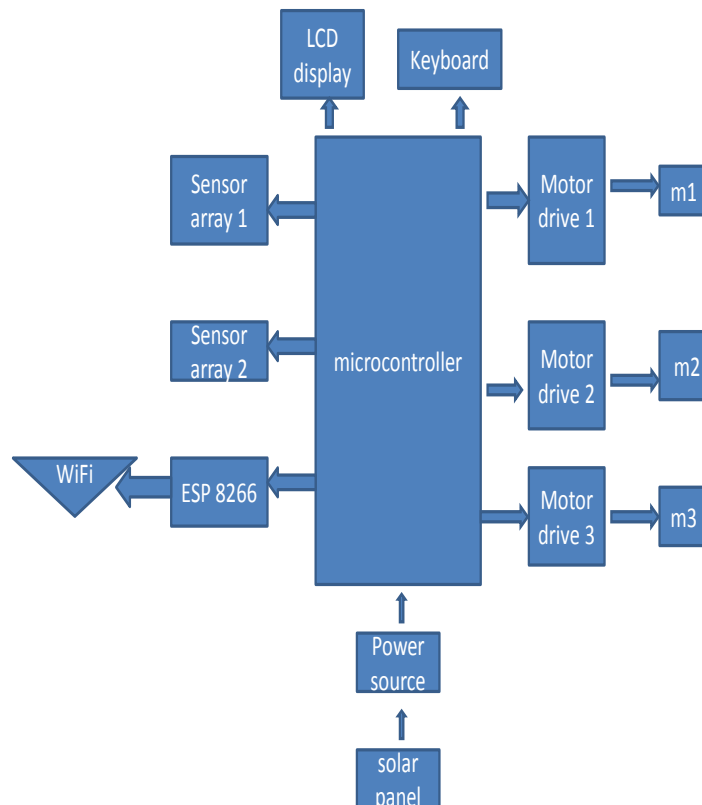 LCD
display
Keyboard
Sensor
array 1
Motor
drive 1
m1
Sensor
array 2
microcontroller
Motor
drive 2
m2
WiFi
ESP 8266
Motor
drive 3
m3
Power
source
solar
panel